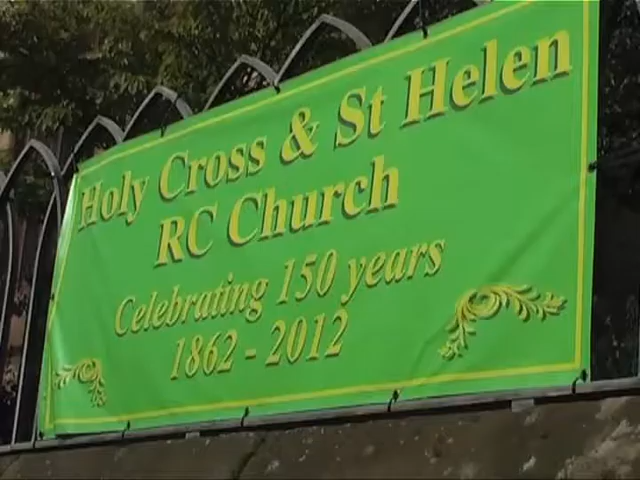 Holy Cross & St Helen
RC Church
Celebrating 150 years
1862 - 2012